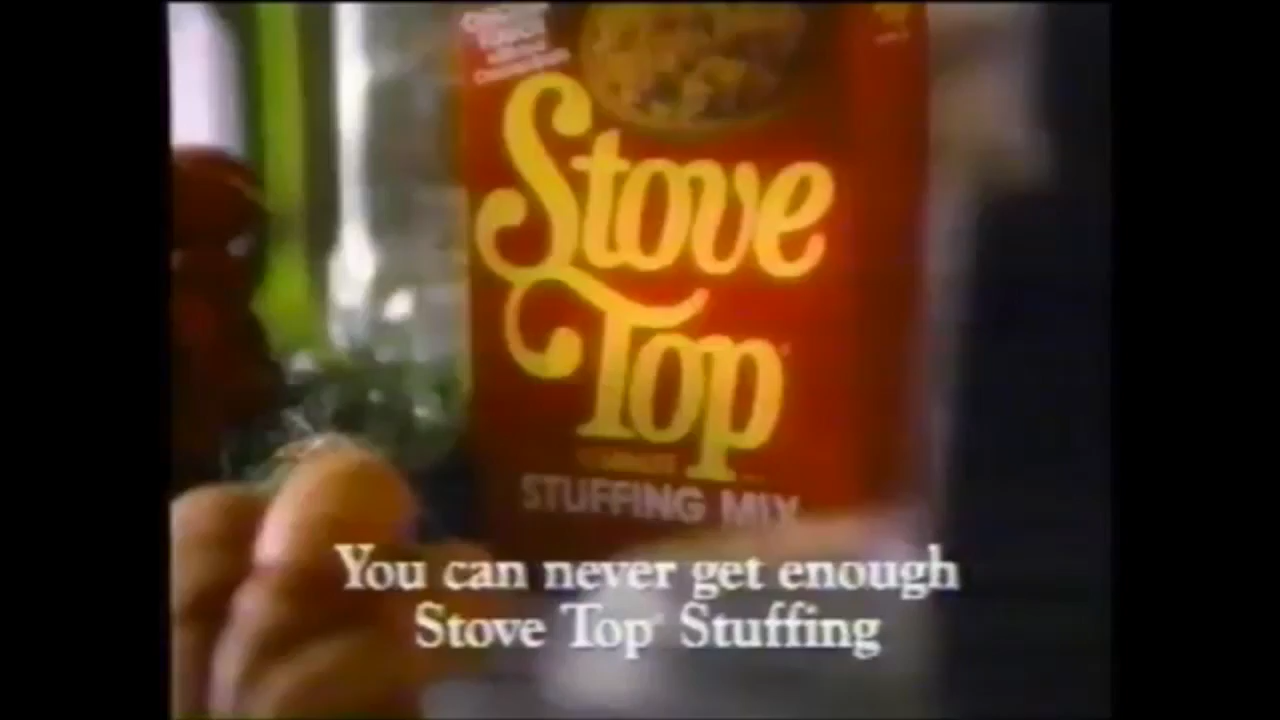 Stove
Top
STUFFING MIX
You can never get enough
Stove Top® Stuffing